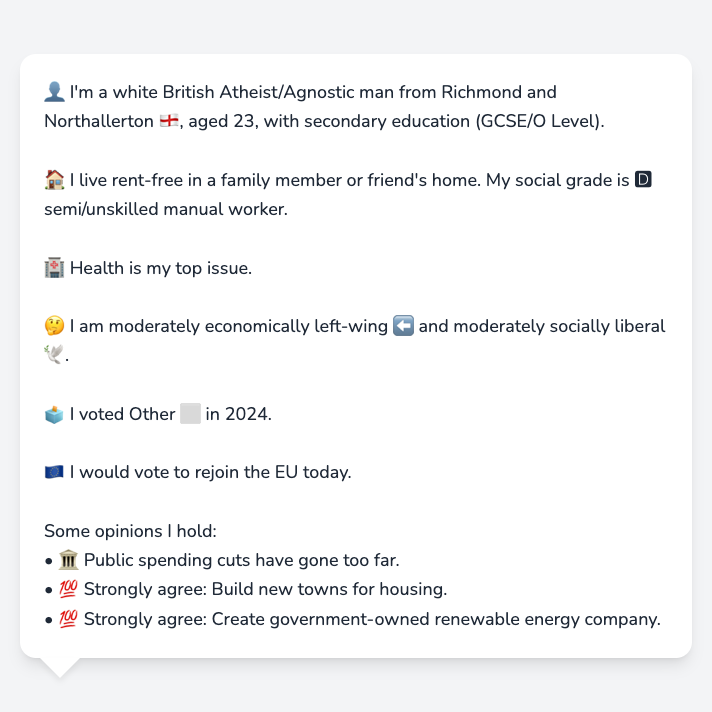 👤 I'm a white British Atheist/Agnostic man from Richmond and
Northallerton 🏴󠁧󠁢󠁥󠁮󠁧󠁿, aged 23, with secondary education (GCSE/O Level).
🏠 I live rent-free in a family member or friend's home. My social grade is 🅳
semi/unskilled manual worker.
🏥 Health is my top issue.
🤔 I am moderately economically left-wing ⬅️ and moderately socially liberal
🕊️.
🗳️ I voted Other ⬜ in 2024.
🇪🇺 I would vote to rejoin the EU today.
Some opinions I hold:
• 🏛️ Public spending cuts have gone too far.
• 💯 Strongly agree: Build new towns for housing.
• 💯 Strongly agree: Create government-owned renewable energy company.